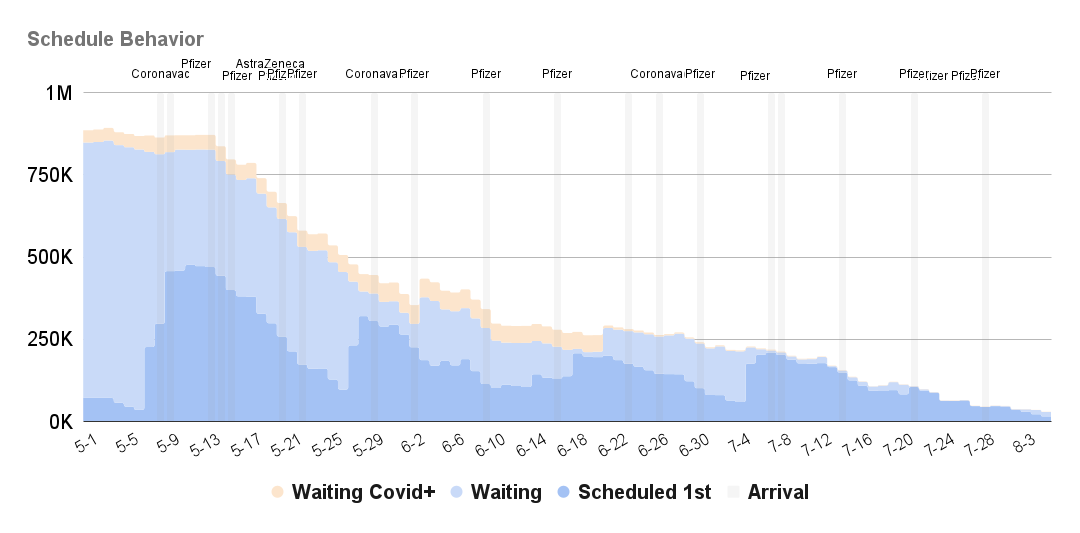 Schedule Behavior
Pfizer
AstraZeneca
Coronavac Pfizer Pfizer Coronava Pfizer Pfizer Pfizer Coronava Pfizer Pfizer Pfizer Pfizer Pfizer
1M
750K
500K
250K
0K
5-1 5-5 5-9 5-13 5-17 5-21 5-25 5-29 6-2 6-6 6-10 6-14 6-18 6-22 6-26 6-30 7-4 7-8 7-12 7-16 7-20 7-24 7-28 8-3
Waiting Covid+ Waiting Scheduled 1st Arrival